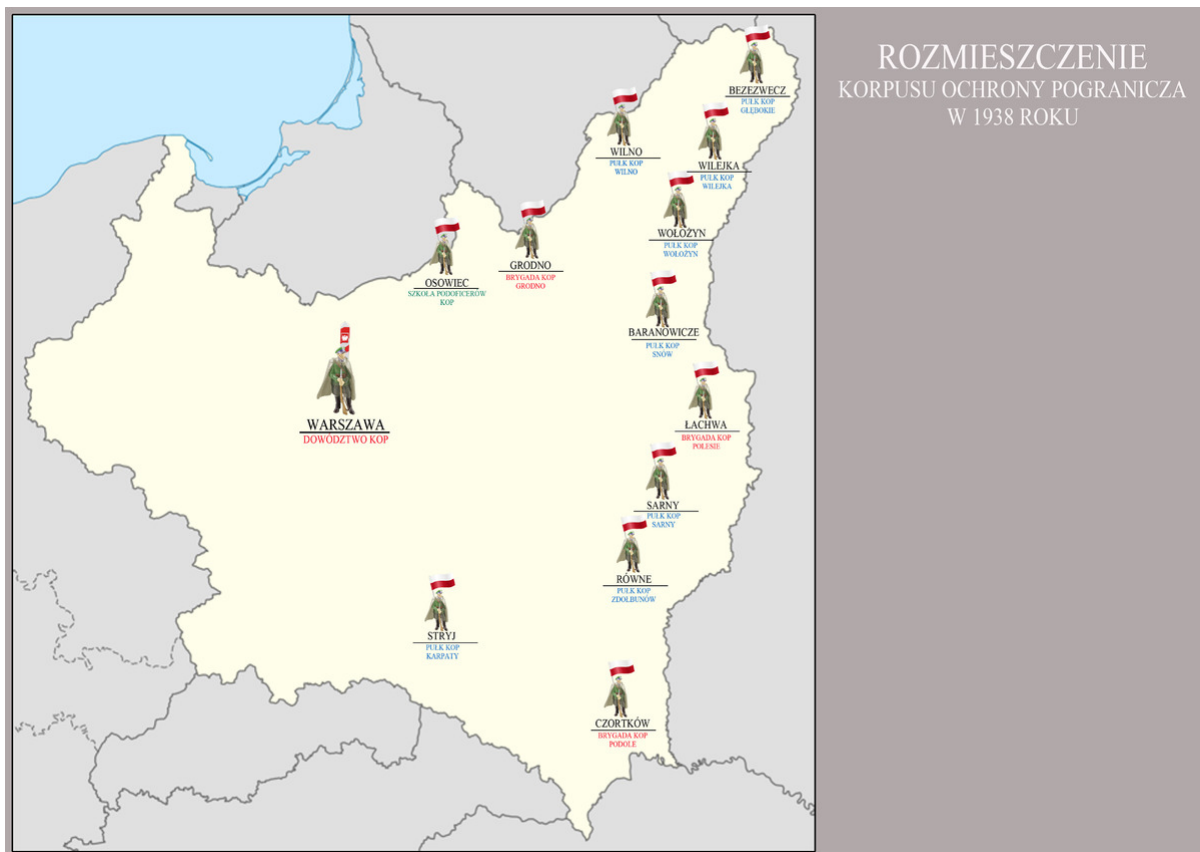 ROZMIESZCZENIE
KORPUSU OCHRONY POGRANICZA
W 1938 ROKU
BEZEZWECZ
PUŁK KOP
GŁĘBOKIE
WILNO
PUŁK KOP
WILNO
WILEJKA
PUŁK KOP
WILEJKA
WOŁOŻYN
PUŁK KOP
WOŁOŻYN
GRODNO
BRYGADA KOP
GRODNO
OSOWIEC
SZKOŁA PODOFICERÓW
KOP
BARANOWICZE
PUŁK KOP
SNÓW
WARSZAWA
DOWÓDZTWO KOP
ŁACHWA
BRYGADA KOP
POLESIE
SARNY
PUŁK KOP
SARNY
RÓWNE
PUŁK KOP
ZDOŁBUNÓW
STRYJ
PUŁK KOP
KARPATY
CZORTKÓW
BRYGADA KOP
PODOLE